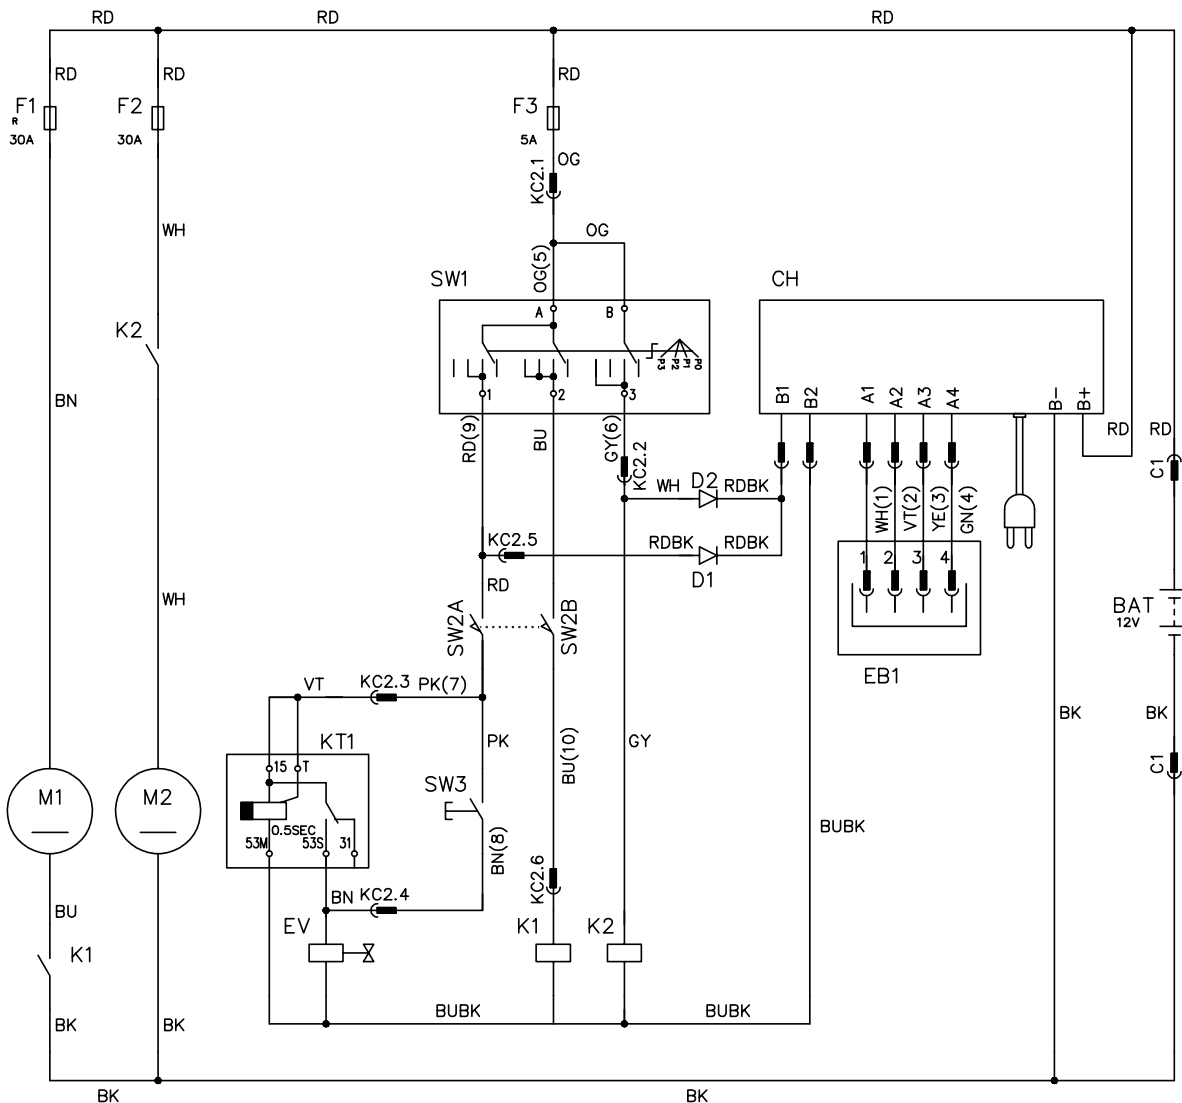 RD RD RD
RD RD RD
F1 F2 F3
R
30A 30A 5A
OG
KC2.1
WH OG
OG(5)
SW1 CH
A B
K2
P3 P2 P1 P0
1 2 3
B1 B2 A1 A2 A3 A4 B- B+
BN RD(9) BU GY(6) RD RD
KC2.2 C1
WH D2 RDBK
WH(1) VT(2) YE(3) GN(4)
KC2.5 RDBK RDBK
D1
1 2 3 4
RD
WH
SW2A SW2B
BAT
12V
EB1
VT KC2.3 PK(7)
BK BK
KT1 PK BU(10) GY
15 T
C1
M1 M2 SW3
0.5SEC
53M 53S 31
BN(8) BUBK
KC2.6
BN KC2.4
BU
EV K1 K2
K1
BUBK BUBK
BK BK
BK BK